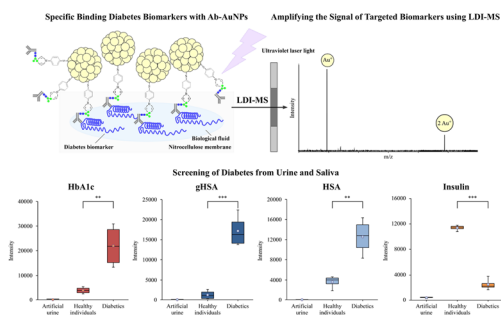 Specific Binding Diabetes Biomarkers with Ab-AuNPs
Amplifying the Signal of Targeted Biomarkers using LDI-MS
Ultraviolet laser light
Au+
LDI-MS
Intensity
2 Au+
Biological fluid
Diabetes biomarker
Nitrocellulose membrane
m/z
Screening of Diabetes from Urine and Saliva
HbA1c
gHSA
HSA
Insulin
**
***
**
***
40000
30000
20000
10000
0
Intensity
25000
20000
15000
10000
5000
0
Intensity
20000
15000
10000
5000
0
Intensity
16000
12000
8000
4000
0
Intensity
Artificial urine
Healthy individuals
Diabetics
Artificial urine
Healthy individuals
Diabetics
Artificial urine
Healthy individuals
Diabetics
Artificial urine
Healthy individuals
Diabetics